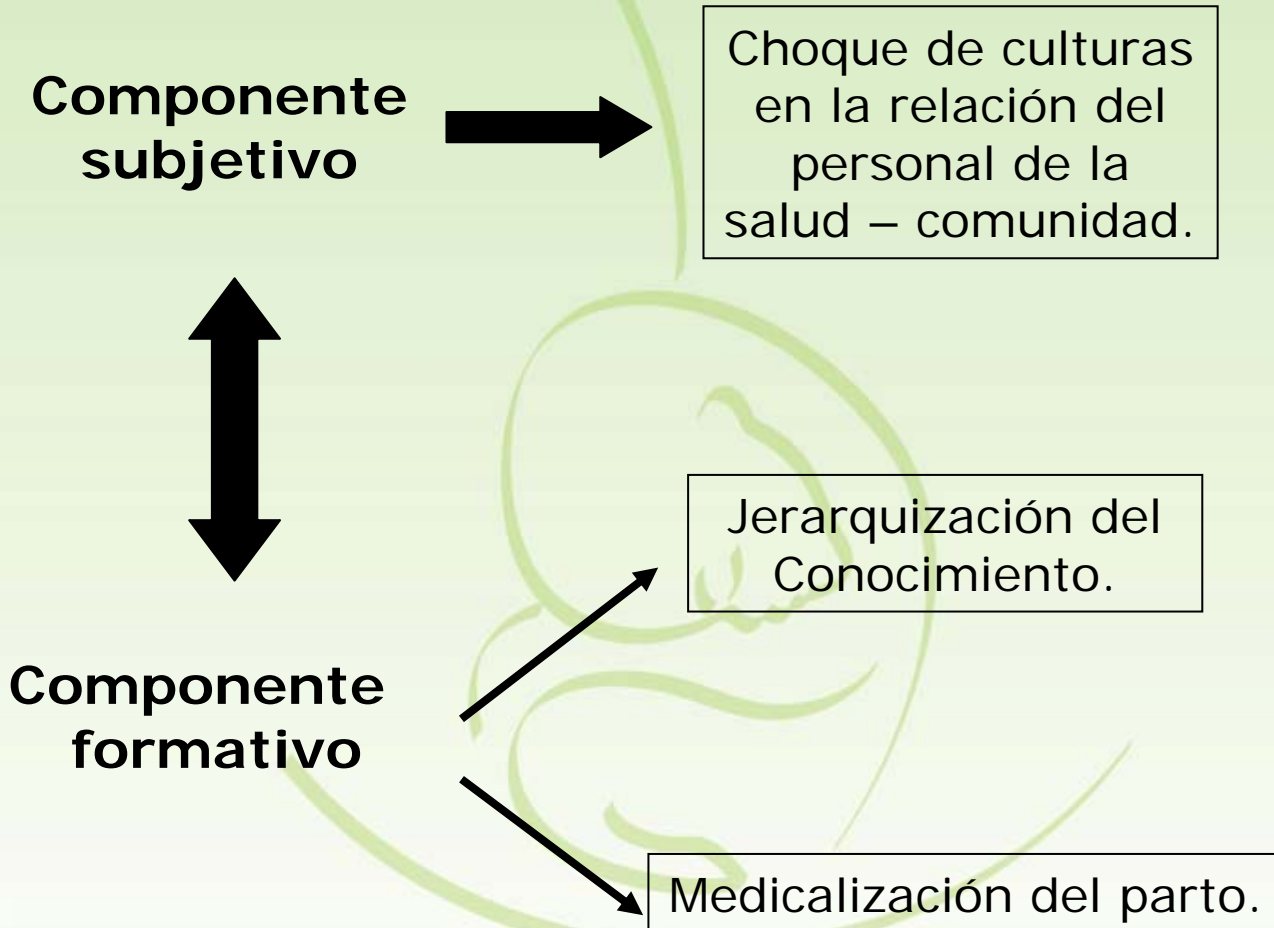 Componente
subjetivo
Choque de culturas
en la relación del
personal de la
salud – comunidad.
Jerarquización del
Conocimiento.
Componente
formativo
Medicalización del parto.